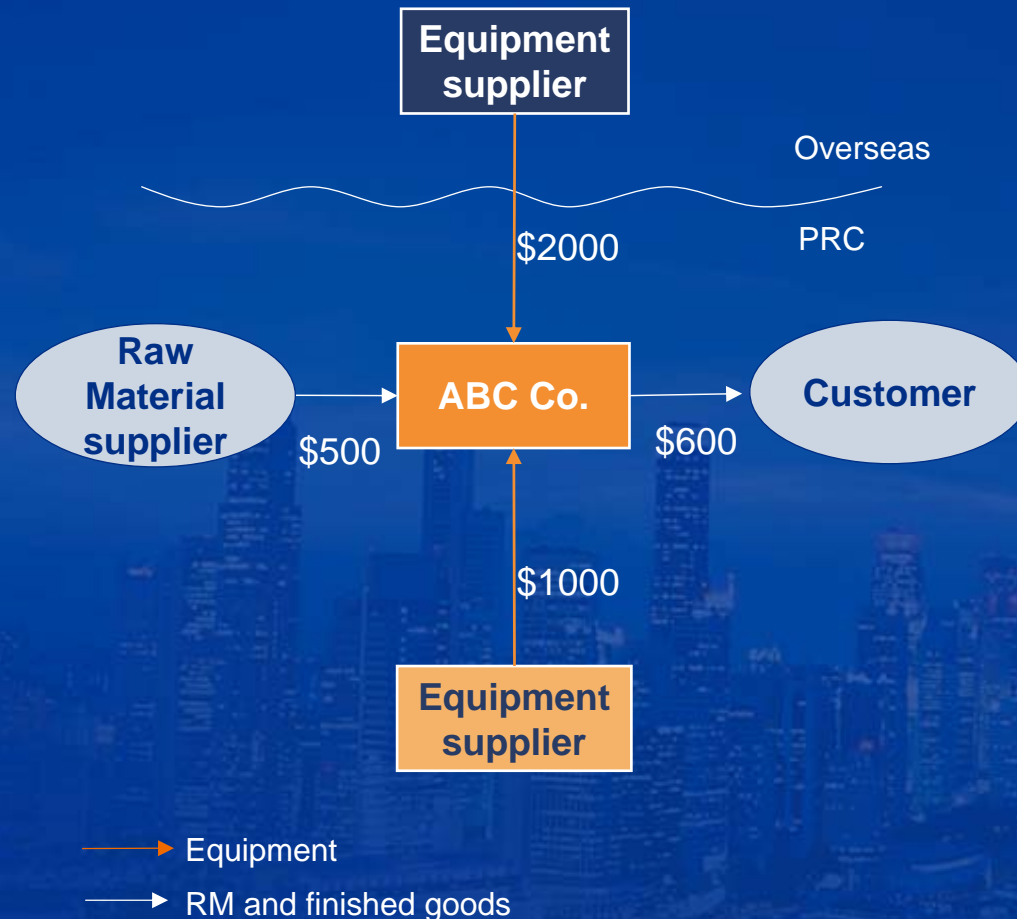 Equipment
supplier
Overseas
PRC
$2000
Raw
Material
supplier
ABC Co.
Customer
$500
$600
$1000
Equipment
supplier
Equipment
RM and finished goods